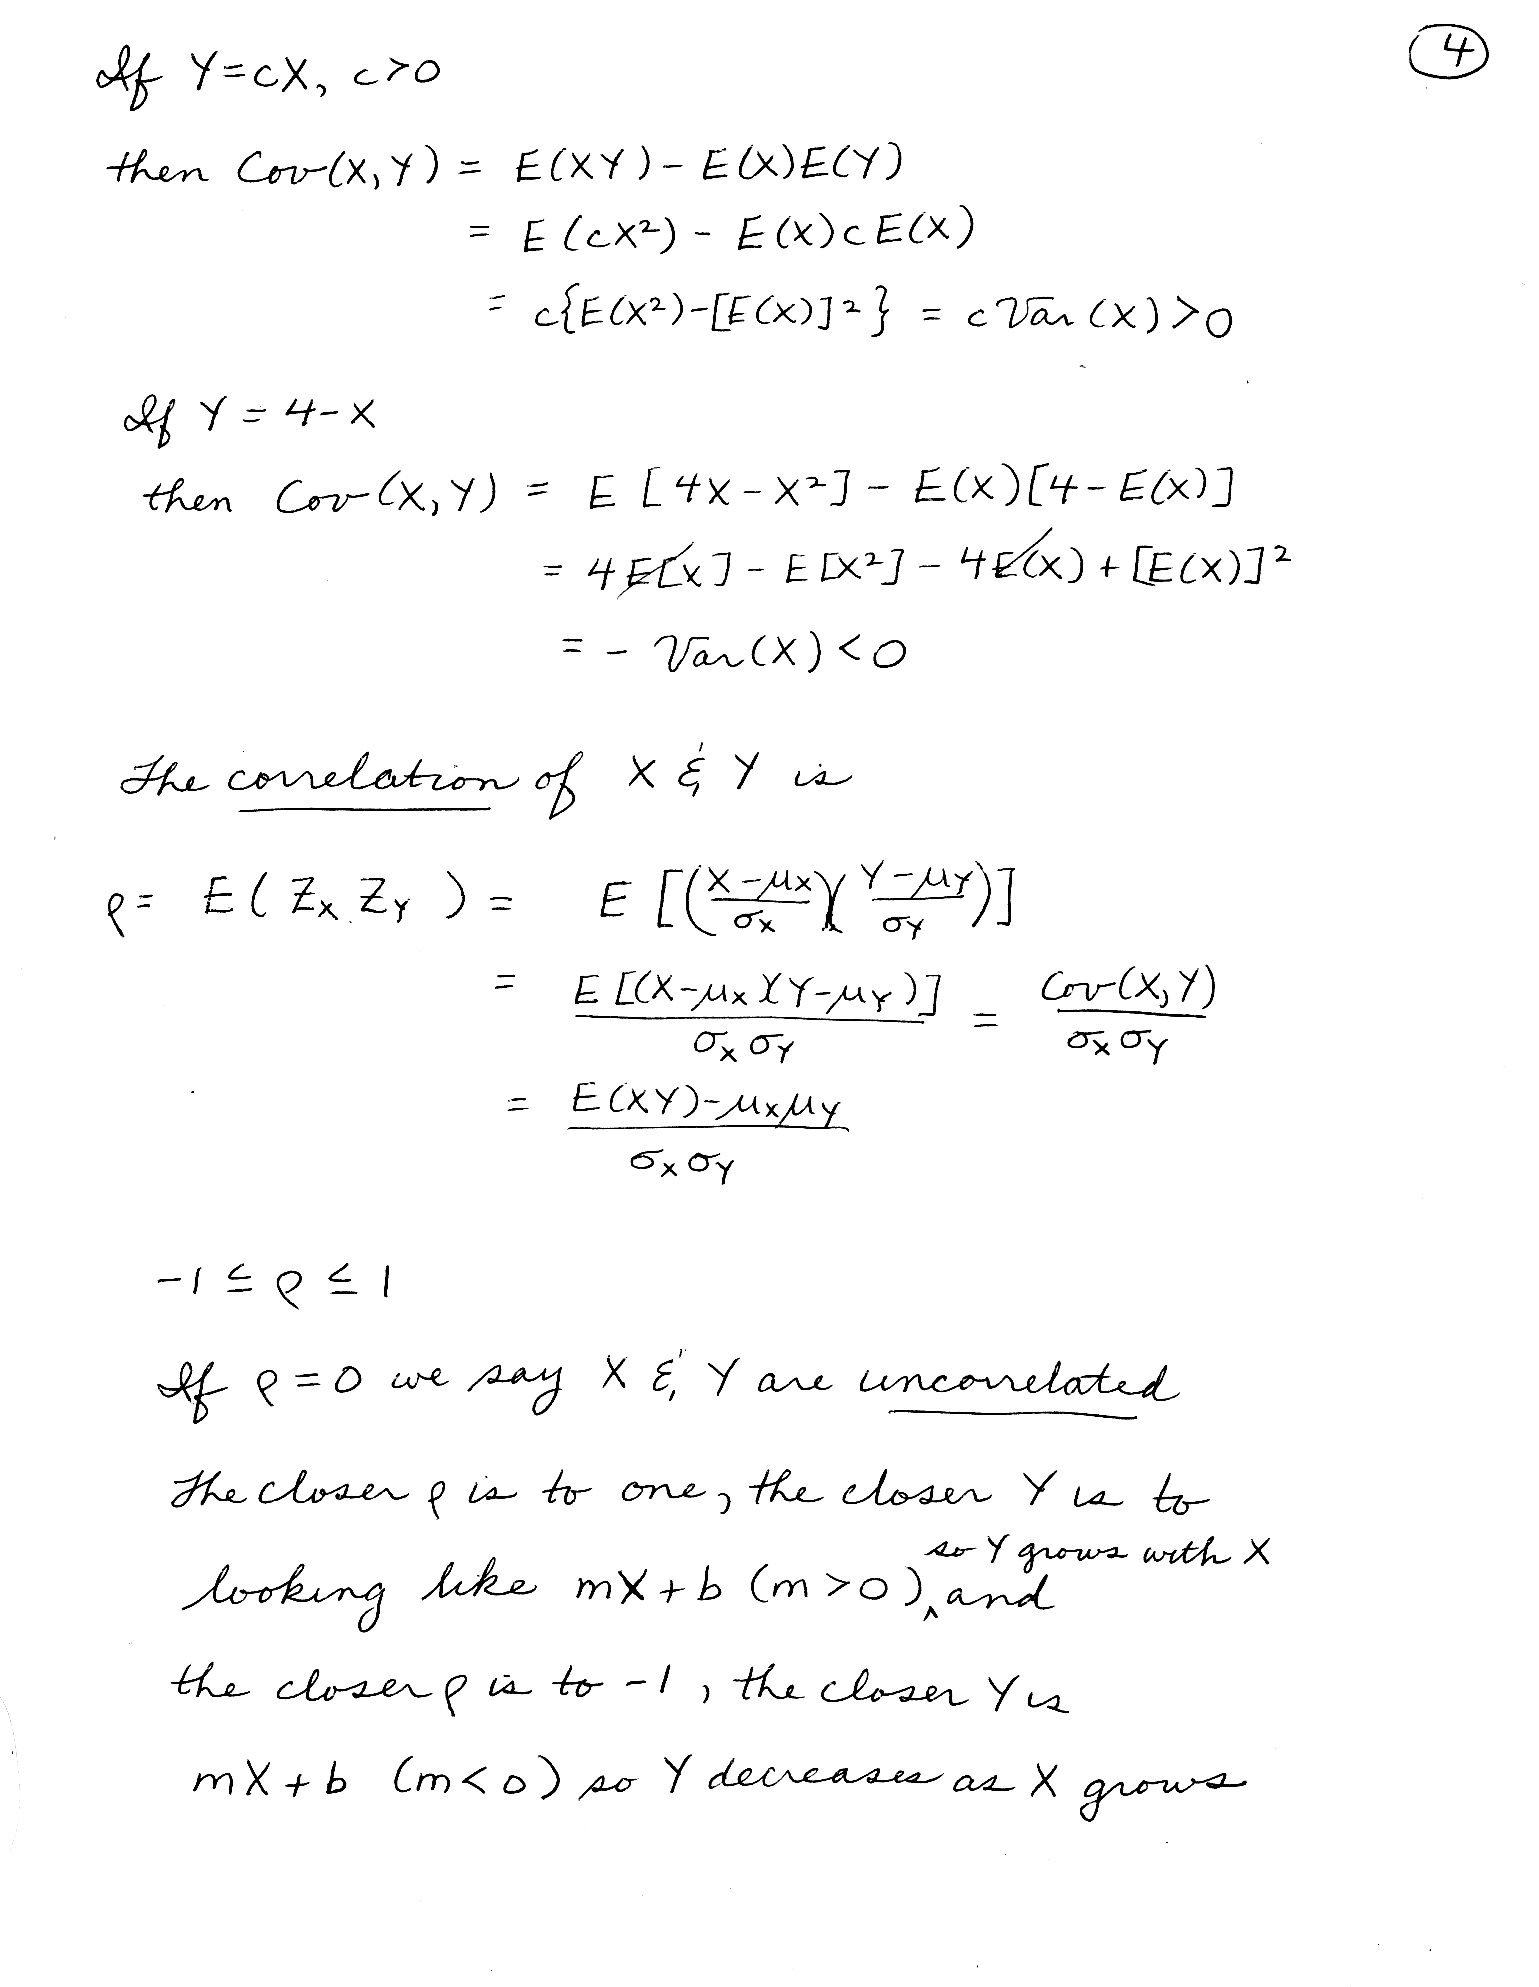 4
If Y=cX, c>0
then Cov(X,Y) = E(XY)-E(X)E(Y)
= E(cX²) - E(X)cE(X)
= c{E(X²)-[E(X)]²} = cVar(X)>0
If Y = 4-X
then Cov(X,Y) = E[4X-X²] - E(X)[4-E(X)]
= 4E[X] - E[X²] - 4E(X) + [E(X)]²
= - Var(X)<0
The correlation of X & Y is
ρ = E(Z_X Z_Y) = E[((X-μ_X)/σ_X)((Y-μ_Y)/σ_Y)]
= E[(X-μ_X)(Y-μ_Y)]/(σ_X σ_Y) = Cov(X,Y)/(σ_X σ_Y)
= (E(XY)-μ_Xμ_Y)/(σ_X σ_Y)
-1 ≤ ρ ≤ 1
If ρ=0 we say X & Y are uncorrelated
The closer ρ is to one, the closer Y is to
so Y grows with X
looking like mX+b (m>0)‸ and
the closer ρ is to -1, the closer Y is
mX+b (m<0) so Y decreases as X grows